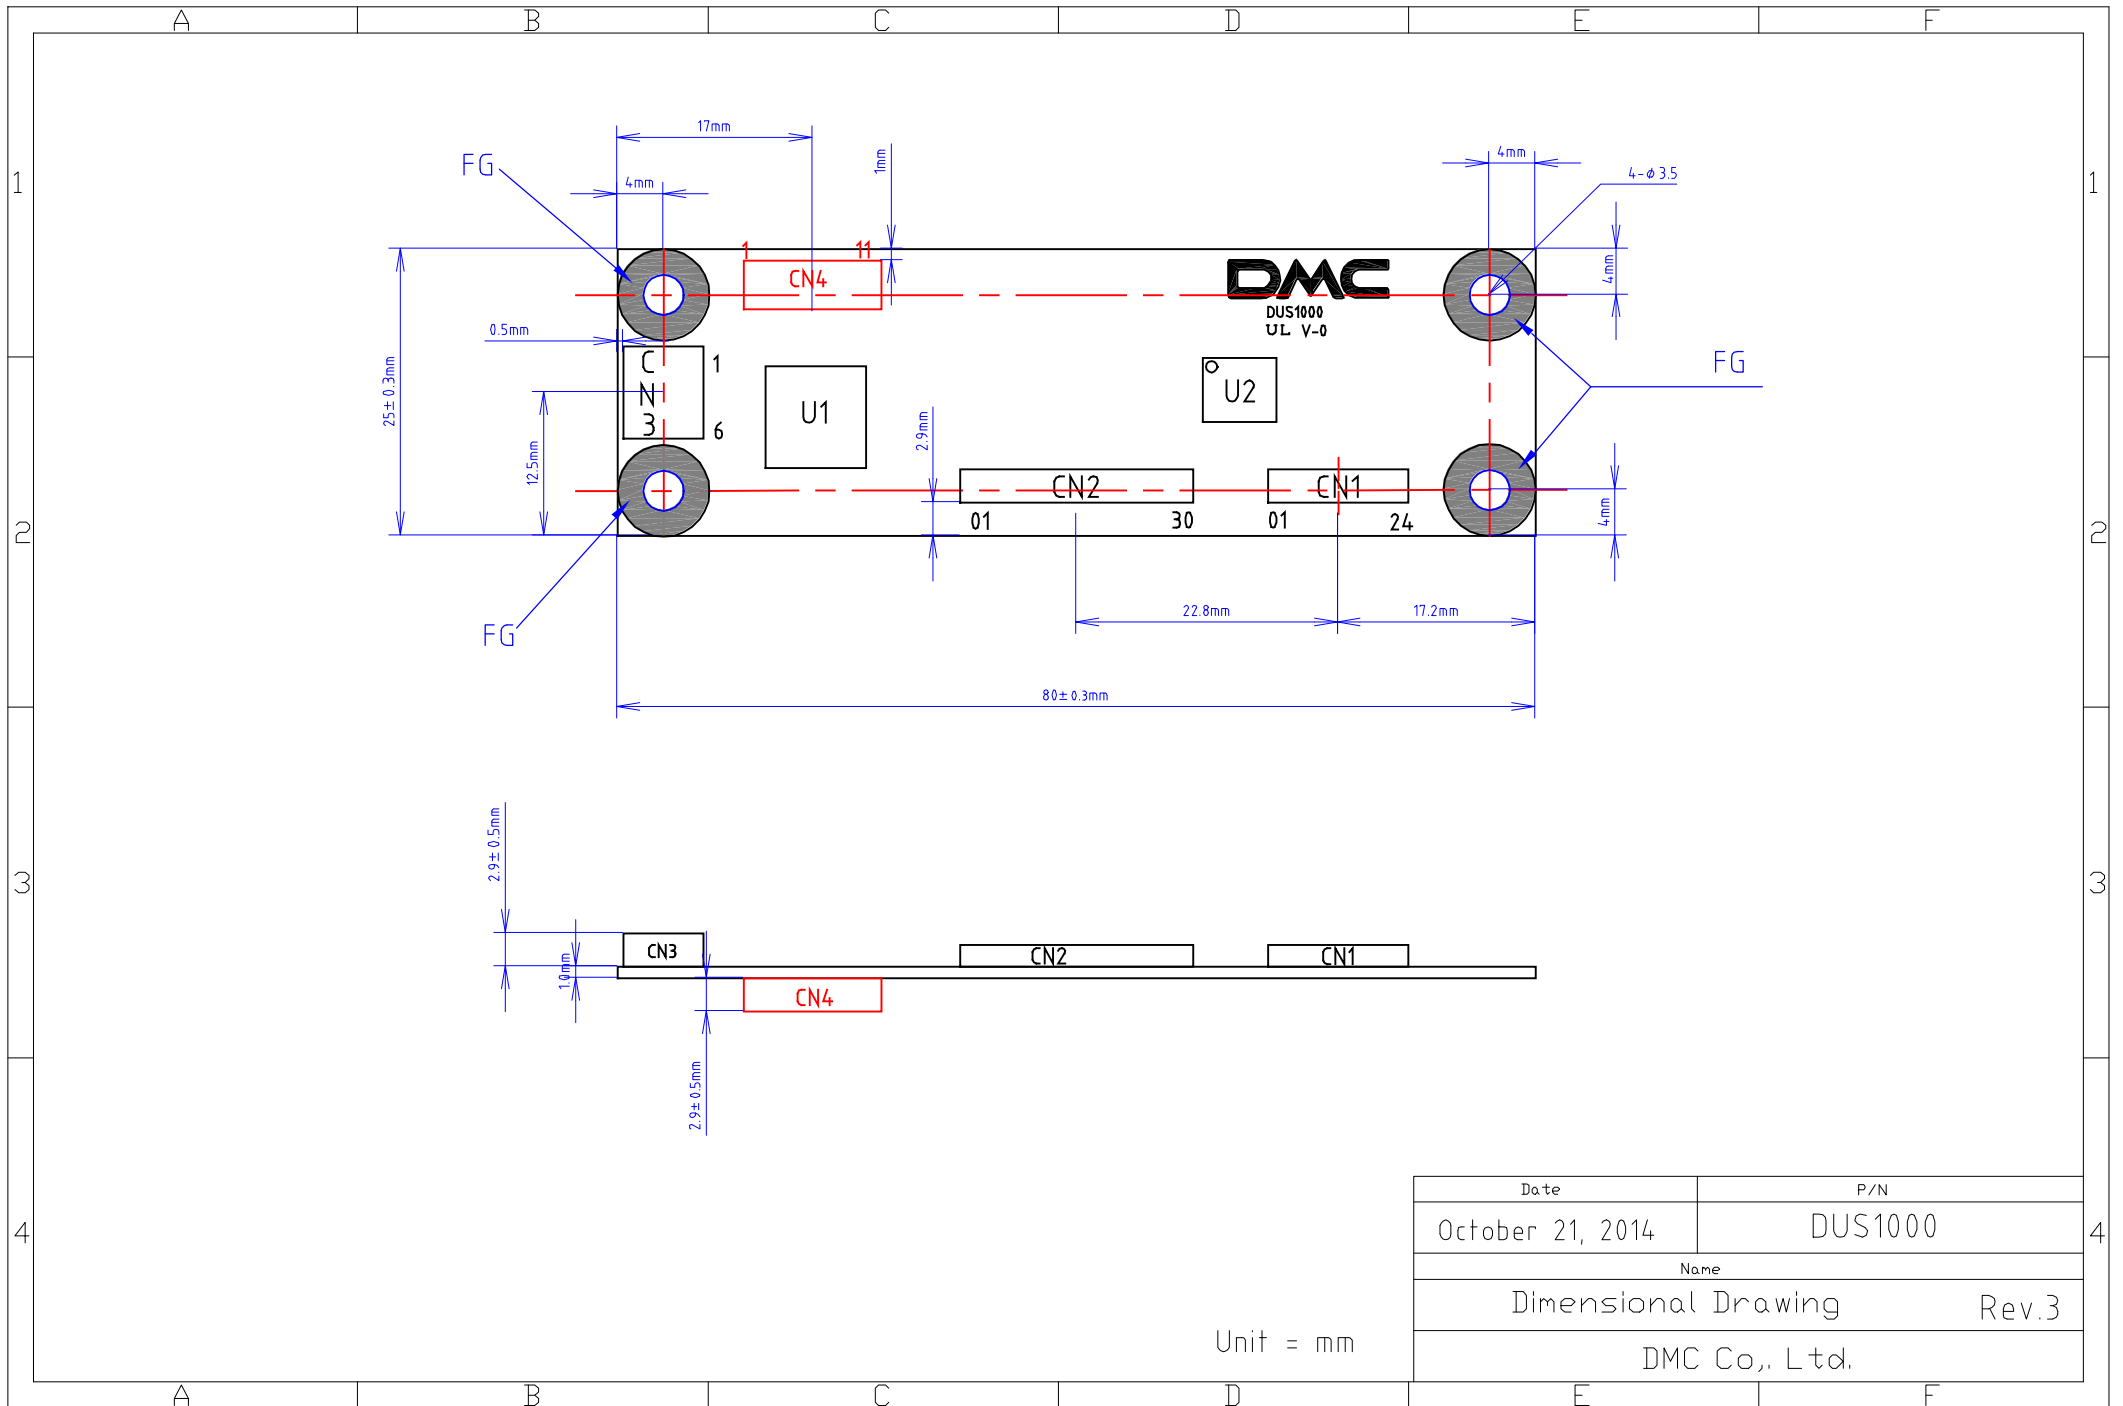 A B C D E F
17mm
1mm
4mm
FG
4mm
4-φ3.5
1 1
1 11
CN4
DMC
4mm
DUS1000
UL V-0
0.5mm
C
N
3
1
6
FG
25±0.3mm
U1
U2
2.9mm
12.5mm
CN2
CN1
01 30 01 24
4mm
2 2
22.8mm
17.2mm
FG
80±0.3mm
2.9±0.5mm
3 3
CN3
CN2
CN1
1.0mm
CN4
2.9±0.5mm
Date P/N
October 21, 2014 DUS1000
4 4
Name
Dimensional Drawing Rev.3
Unit = mm
DMC Co,. Ltd.
A B C D E F